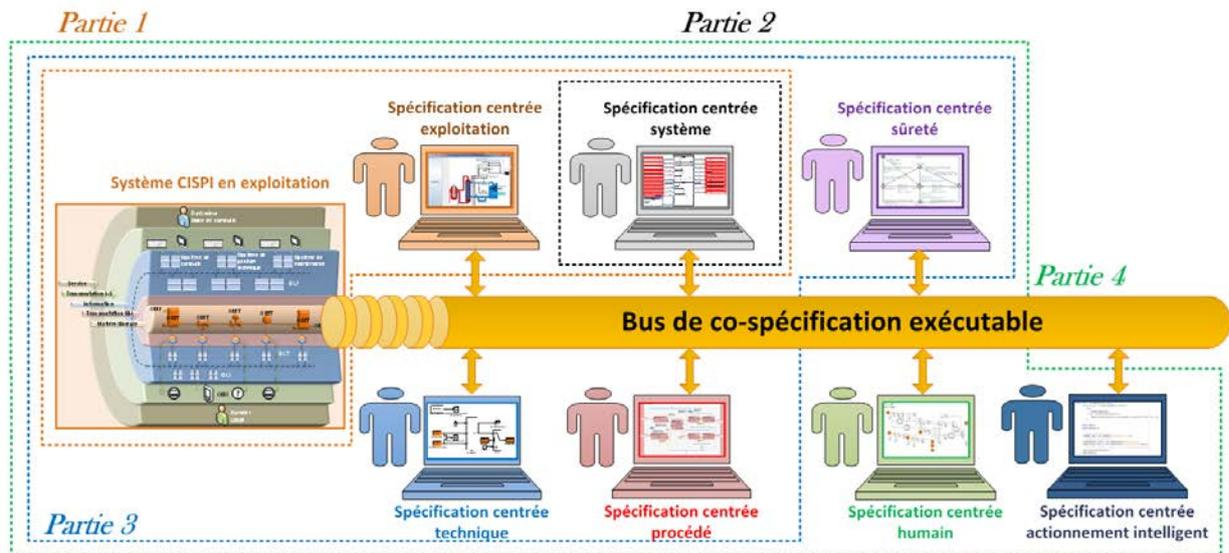 Partie 1
Partie 2
Spécification centrée
exploitation
Spécification centrée
système
Spécification centrée
sûreté
Système CISPI en exploitation
Partie 4
Bus de co-spécification exécutable
Partie 3
Spécification centrée
technique
Spécification centrée
procédé
Spécification centrée
humain
Spécification centrée
actionnement intelligent